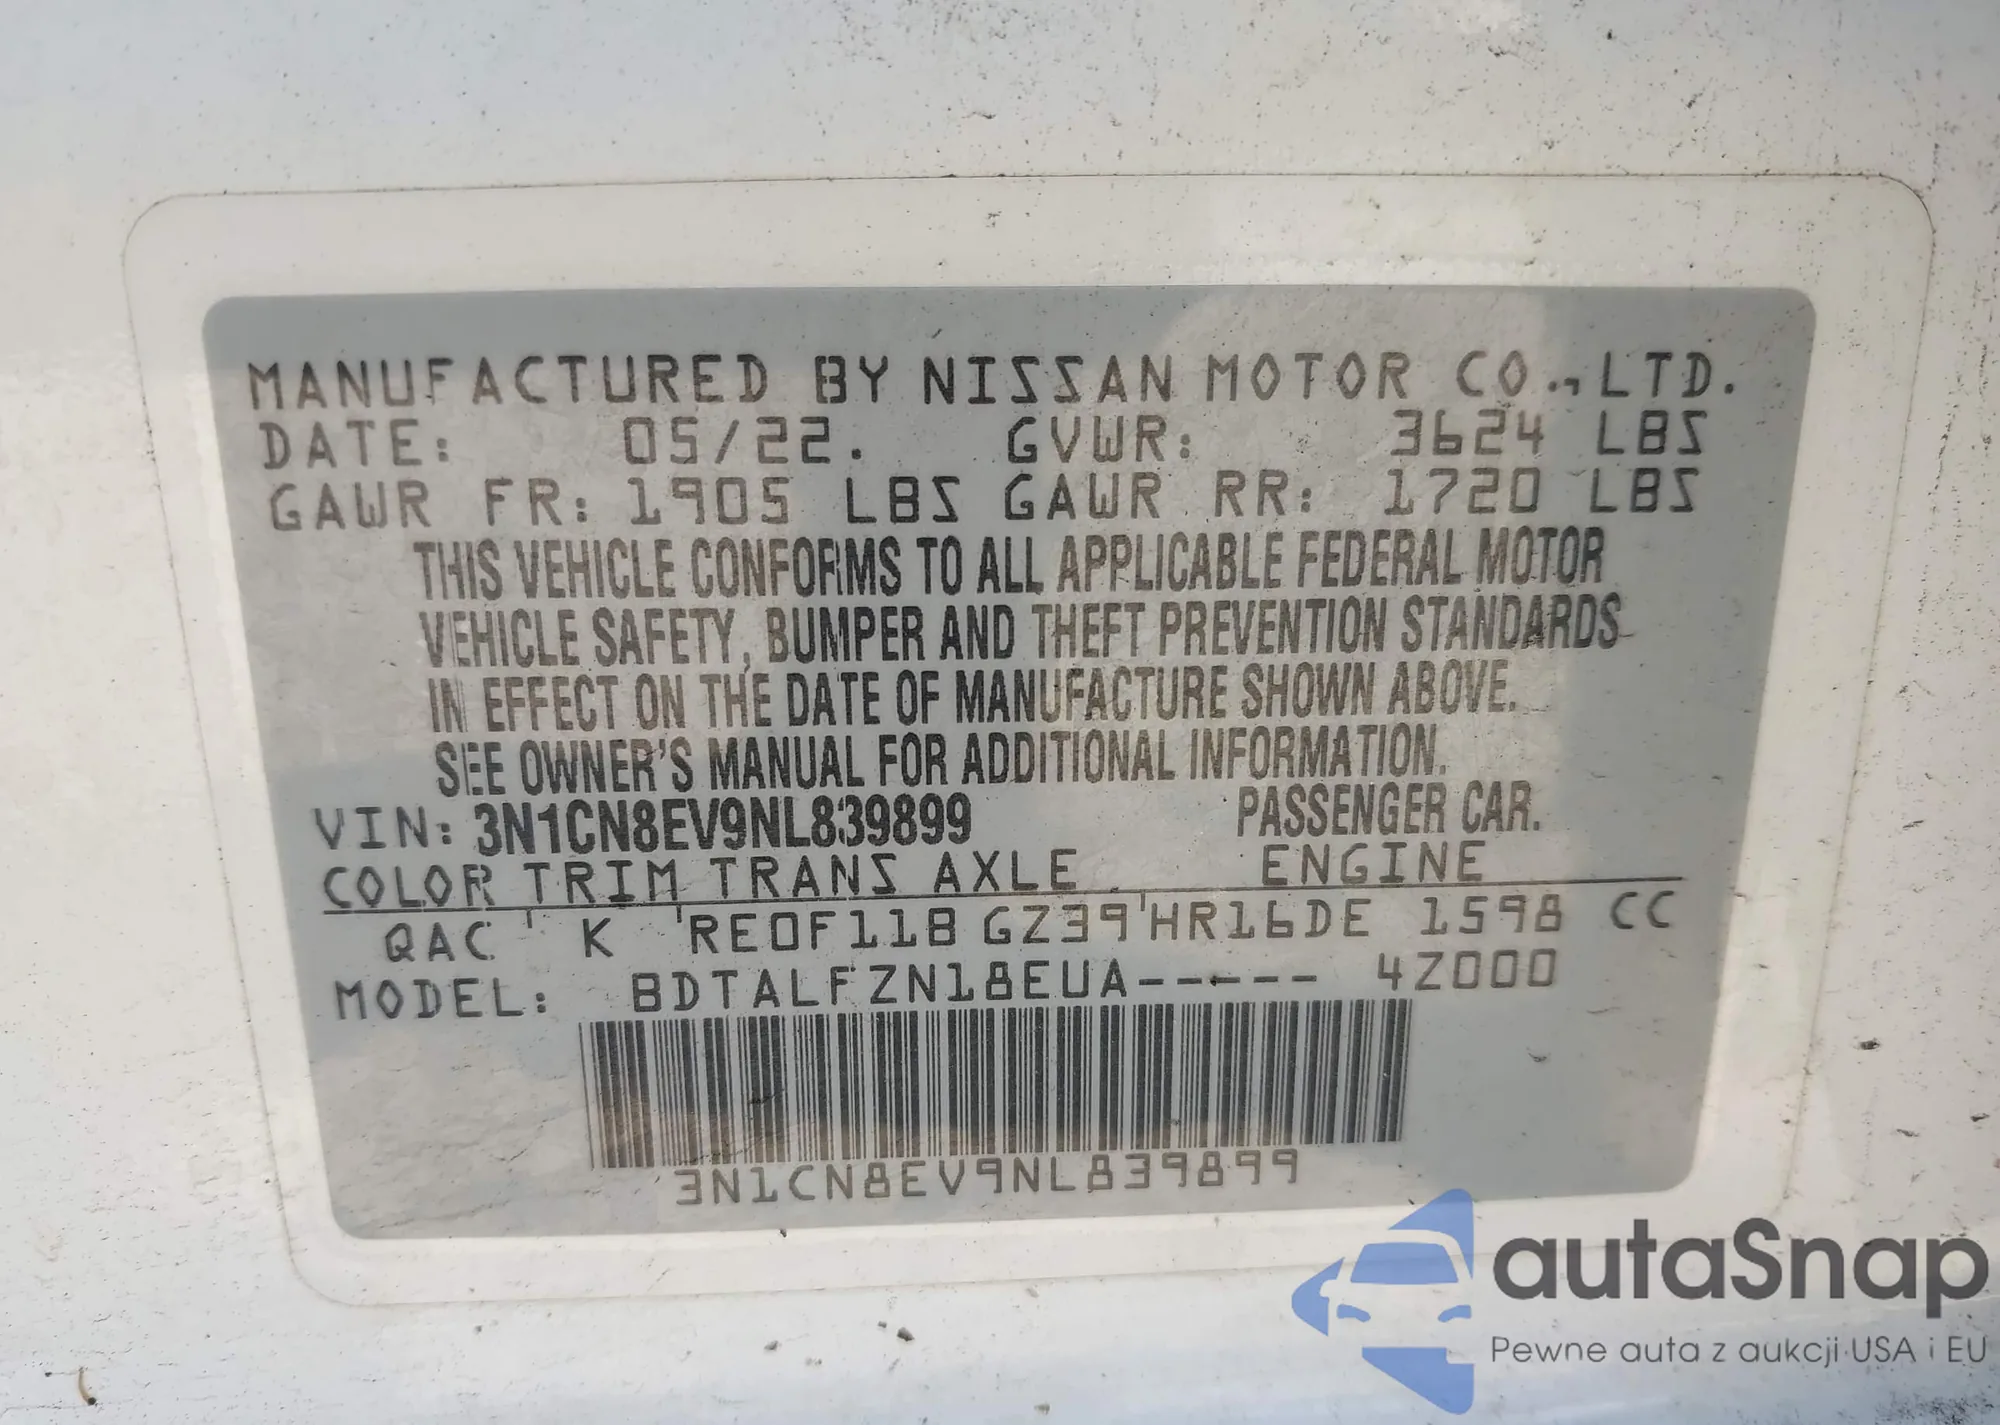 MANUFACTURED BY NISSAN MOTOR CO.,LTD.
DATE: 05/22. GVWR: 3624 LBS
GAWR FR: 1905 LBS GAWR RR: 1720 LBS
THIS VEHICLE CONFORMS TO ALL APPLICABLE FEDERAL MOTOR
VEHICLE SAFETY, BUMPER AND THEFT PREVENTION STANDARDS
IN EFFECT ON THE DATE OF MANUFACTURE SHOWN ABOVE.
SEE OWNER'S MANUAL FOR ADDITIONAL INFORMATION.
VIN: 3N1CN8EV9NL839899 PASSENGER CAR.
COLOR TRIM TRANS AXLE ENGINE
QAC K RE0F11B GZ39 HR16DE 1598 CC
MODEL: BDTALFZN18EUA----- 4Z000
3N1CN8EV9NL839899
autaSnap
Pewne auta z aukcji USA i EU